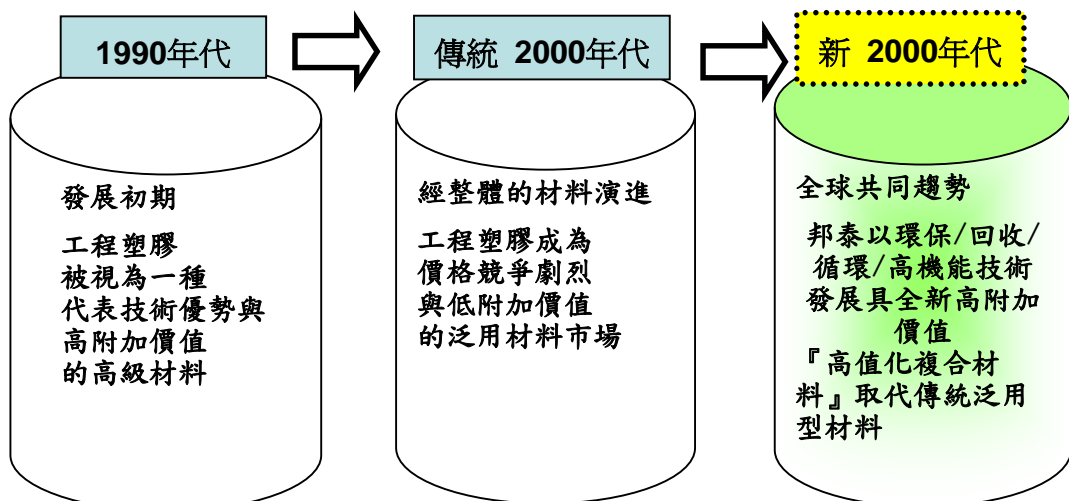 1990年代
發展初期
工程塑膠
被視為一種
代表技術優勢與
高附加價值
的高級材料
傳統 2000年代
經整體的材料演進
工程塑膠成為
價格競爭劇烈
與低附加價值
的泛用材料市場
新 2000年代
全球共同趨勢
邦泰以環保/回收/
循環/高機能技術
發展具全新高附加
價值
『高值化複合材
料』取代傳統泛用
型材料